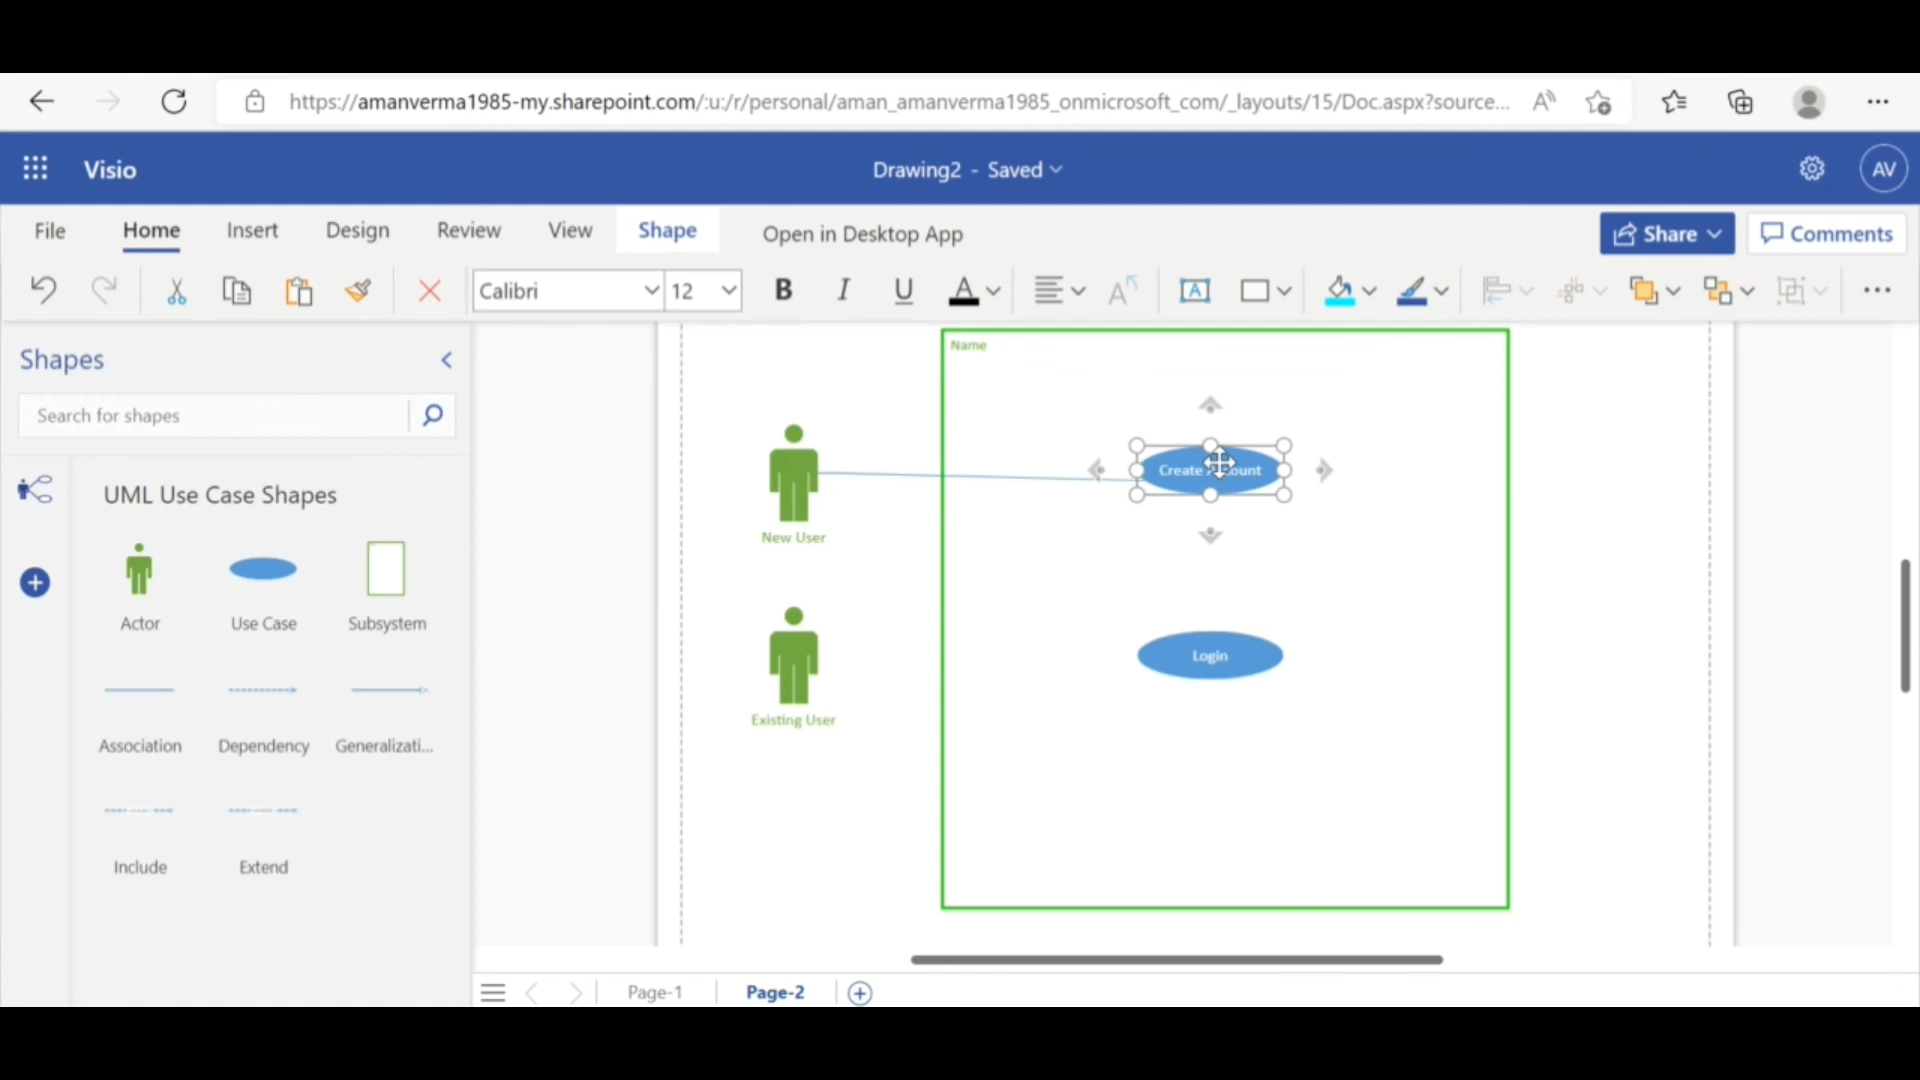 https://amanverma1985-my.sharepoint.com/:u:/r/personal/aman_amanverma1985_onmicrosoft_com/_layouts/15/Doc.aspx?source...
Visio
Drawing2 - Saved
AV
File Home Insert Design Review View Shape Open in Desktop App
Share Comments
Calibri 12 B I U A
Shapes
Search for shapes
UML Use Case Shapes
Actor Use Case Subsystem
Association Dependency Generalizati...
Include Extend
Name
Create
New User
Login
Existing User
Page-1 Page-2